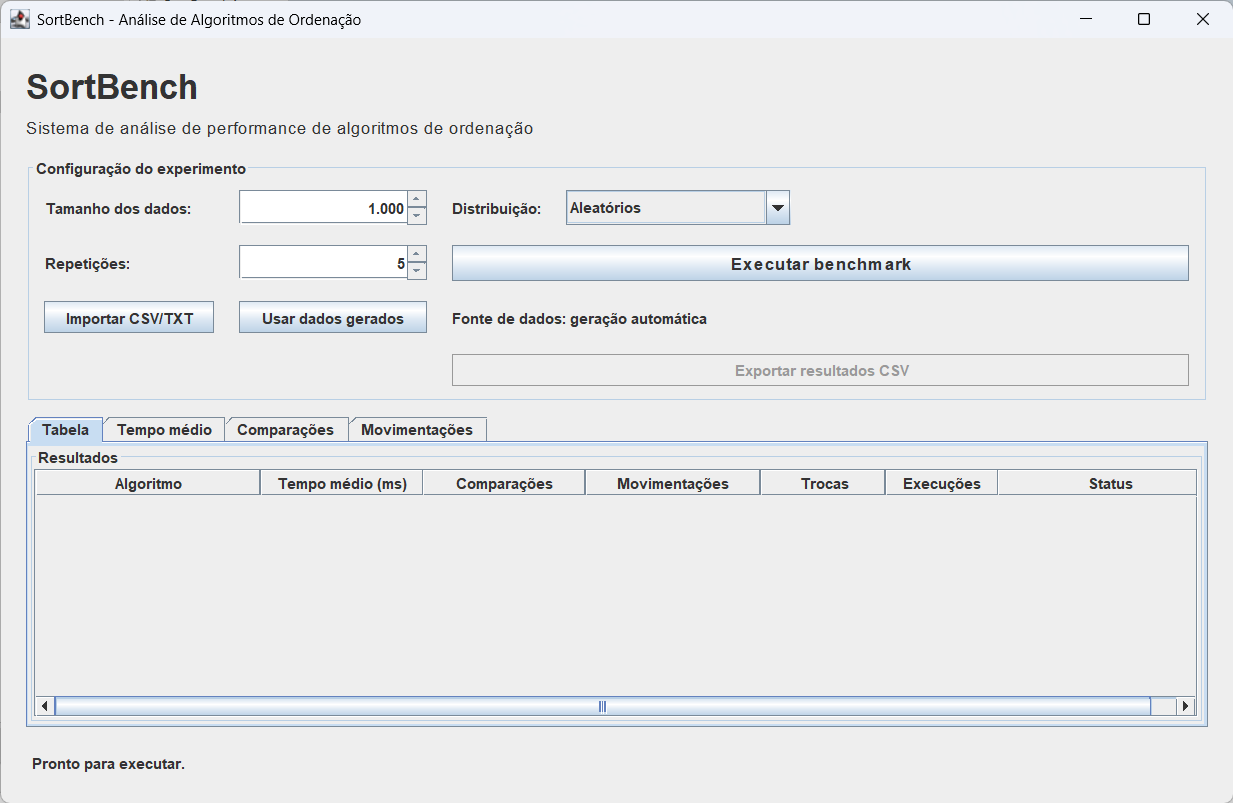 SortBench - Análise de Algoritmos de Ordenação
SortBench
Sistema de análise de performance de algoritmos de ordenação
Configuração do experimento
Tamanho dos dados: 1.000 Distribuição: Aleatórios
Repetições: 5 Executar benchmark
Importar CSV/TXT Usar dados gerados Fonte de dados: geração automática
Exportar resultados CSV
Tabela Tempo médio Comparações Movimentações
Resultados
Algoritmo Tempo médio (ms) Comparações Movimentações Trocas Execuções Status
Pronto para executar.